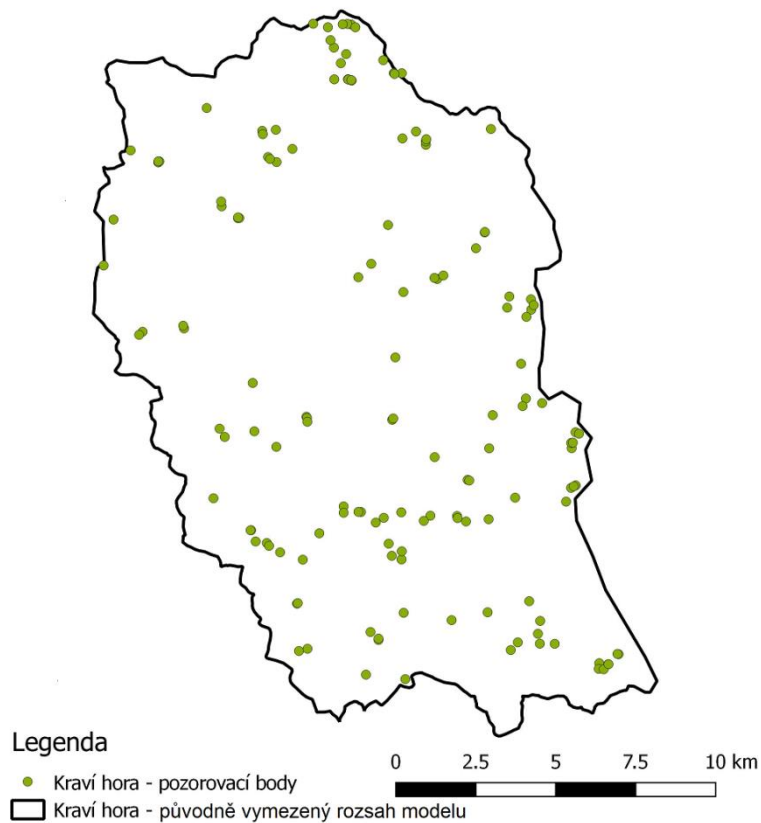 Legenda
Kraví hora - pozorovací body
Kraví hora - původně vymezený rozsah modelu
0 2.5 5 7.5 10 km